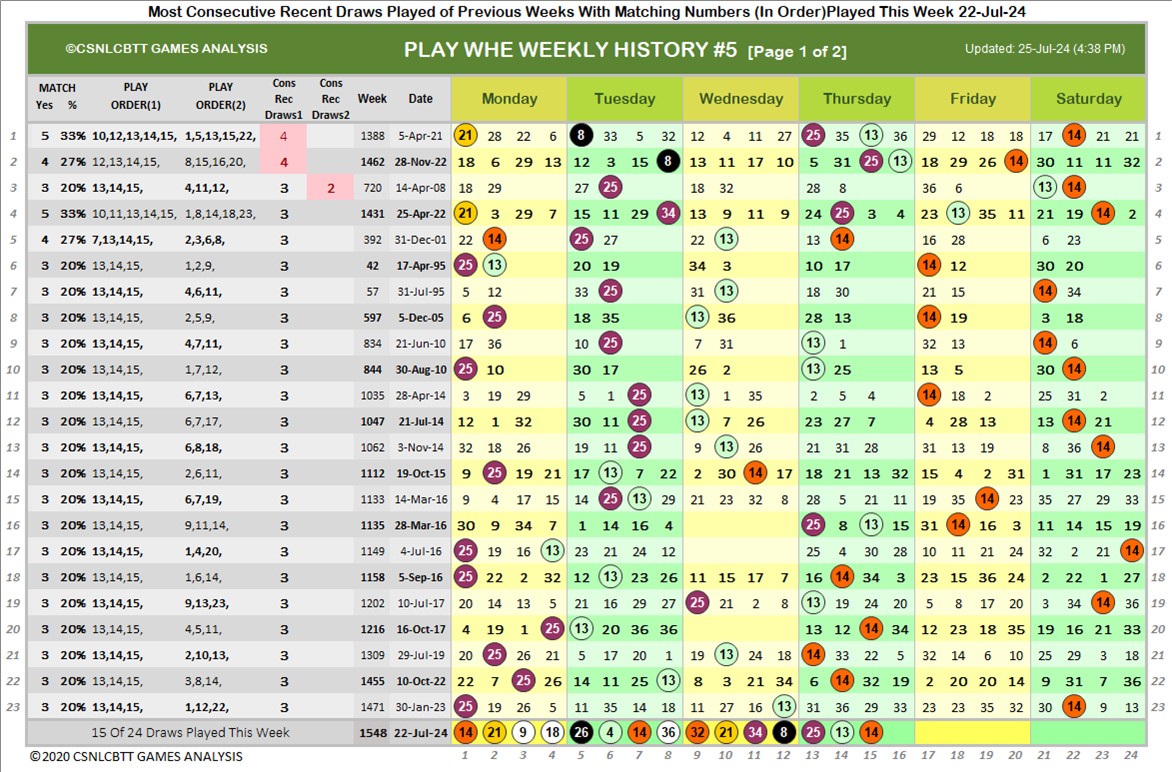 Most Consecutive Recent Draws Played of Previous Weeks With Matching Numbers (In Order)Played This Week 22-Jul-24
©CSNLCBTT GAMES ANALYSIS PLAY WHE WEEKLY HISTORY #5 [Page 1 of 2] Updated: 25-Jul-24 (4:38 PM)
MATCH Yes % PLAY ORDER(1) PLAY ORDER(2) Cons Rec Draws1 Cons Rec Draws2 Week Date Monday Tuesday Wednesday Thursday Friday Saturday
1 5 33% 10,12,13,14,15, 1,5,13,15,22, 4 1388 5-Apr-21 21 28 22 6 8 33 5 32 12 4 11 27 25 35 13 36 29 12 18 18 17 14 21 21 1
2 4 27% 12,13,14,15, 8,15,16,20, 4 1462 28-Nov-22 18 6 29 13 12 3 15 8 13 11 17 10 5 31 25 13 18 29 26 14 30 11 11 32 2
3 3 20% 13,14,15, 4,11,12, 3 2 720 14-Apr-08 18 29 27 25 18 32 28 8 36 6 13 14 3
4 5 33% 10,11,13,14,15, 1,8,14,18,23, 3 1431 25-Apr-22 21 3 29 7 15 11 29 34 13 9 11 9 24 25 3 4 23 13 35 11 21 19 14 2 4
5 4 27% 7,13,14,15, 2,3,6,8, 3 392 31-Dec-01 22 14 25 27 22 13 13 14 16 28 6 23 5
6 3 20% 13,14,15, 1,2,9, 3 42 17-Apr-95 25 13 20 19 34 3 10 17 14 12 30 20 6
7 3 20% 13,14,15, 4,6,11, 3 57 31-Jul-95 5 12 33 25 31 13 18 30 21 15 14 34 7
8 3 20% 13,14,15, 2,5,9, 3 597 5-Dec-05 6 25 18 35 13 36 28 13 14 19 3 18 8
9 3 20% 13,14,15, 4,7,11, 3 834 21-Jun-10 17 36 10 25 7 31 13 1 32 13 14 6 9
10 3 20% 13,14,15, 1,7,12, 3 844 30-Aug-10 25 10 30 17 26 2 13 25 13 5 30 14 10
11 3 20% 13,14,15, 6,7,13, 3 1035 28-Apr-14 3 19 29 5 1 25 13 1 35 2 5 4 14 18 2 25 31 2 11
12 3 20% 13,14,15, 6,7,17, 3 1047 21-Jul-14 12 1 32 30 11 25 13 7 26 23 27 7 4 28 13 13 14 21 12
13 3 20% 13,14,15, 6,8,18, 3 1062 3-Nov-14 32 18 26 19 11 25 9 13 26 21 31 28 31 13 19 8 36 14 13
14 3 20% 13,14,15, 2,6,11, 3 1112 19-Oct-15 9 25 19 21 17 13 7 22 2 30 14 17 18 21 13 32 15 4 2 31 1 31 17 23 14
15 3 20% 13,14,15, 6,7,19, 3 1133 14-Mar-16 9 4 17 15 14 25 13 29 21 23 32 8 28 5 21 11 19 35 14 23 35 27 29 33 15
16 3 20% 13,14,15, 9,11,14, 3 1135 28-Mar-16 30 9 34 7 1 14 16 4 25 8 13 15 31 14 16 3 11 14 15 19 16
17 3 20% 13,14,15, 1,4,20, 3 1149 4-Jul-16 25 19 16 13 23 21 24 12 25 4 30 28 10 11 21 24 32 2 21 14 17
18 3 20% 13,14,15, 1,6,14, 3 1158 5-Sep-16 25 22 2 32 12 13 23 26 11 15 17 7 16 14 34 3 23 15 36 24 2 22 1 27 18
19 3 20% 13,14,15, 9,13,23, 3 1202 10-Jul-17 20 14 13 5 21 16 29 27 25 21 2 8 13 19 24 20 5 8 17 20 3 34 14 36 19
20 3 20% 13,14,15, 4,5,11, 3 1216 16-Oct-17 4 19 1 25 13 20 36 36 13 12 14 34 12 23 18 35 19 16 21 33 20
21 3 20% 13,14,15, 2,10,13, 3 1309 29-Jul-19 20 25 26 21 5 17 20 1 19 13 24 18 14 33 22 5 32 14 6 10 25 29 3 18 21
22 3 20% 13,14,15, 3,8,14, 3 1455 10-Oct-22 22 7 25 26 14 11 25 13 8 3 21 34 6 14 32 19 2 20 20 14 9 31 7 36 22
23 3 20% 13,14,15, 1,12,22, 3 1471 30-Jan-23 25 19 26 5 11 35 14 18 11 27 16 13 31 36 29 33 23 23 35 32 30 14 9 13 23
15 Of 24 Draws Played This Week 1548 22-Jul-24 14 21 9 18 26 4 14 36 32 21 34 8 25 13 14
©2020 CSNLCBTT GAMES ANALYSIS 1 2 3 4 5 6 7 8 9 10 11 12 13 14 15 16 17 18 19 20 21 22 23 24